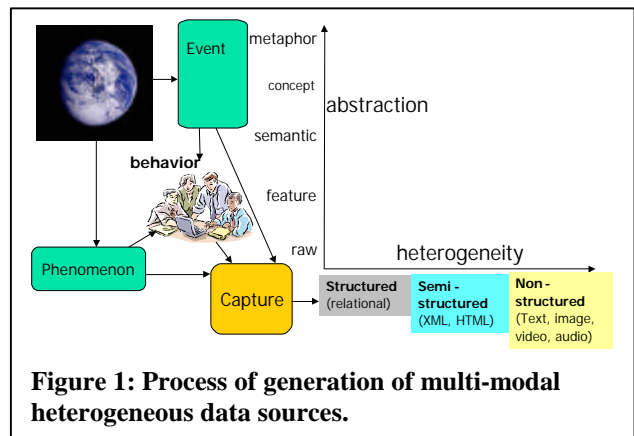 metaphor
Event
concept
abstraction
semantic
behavior
feature
raw
heterogeneity
Phenomenon
Capture
Structured
(relational)
Semi -
structured
(XML, HTML)
Non -
structured
(Text, image,
video, audio)
Figure 1: Process of generation of multi-modal
heterogeneous data sources.